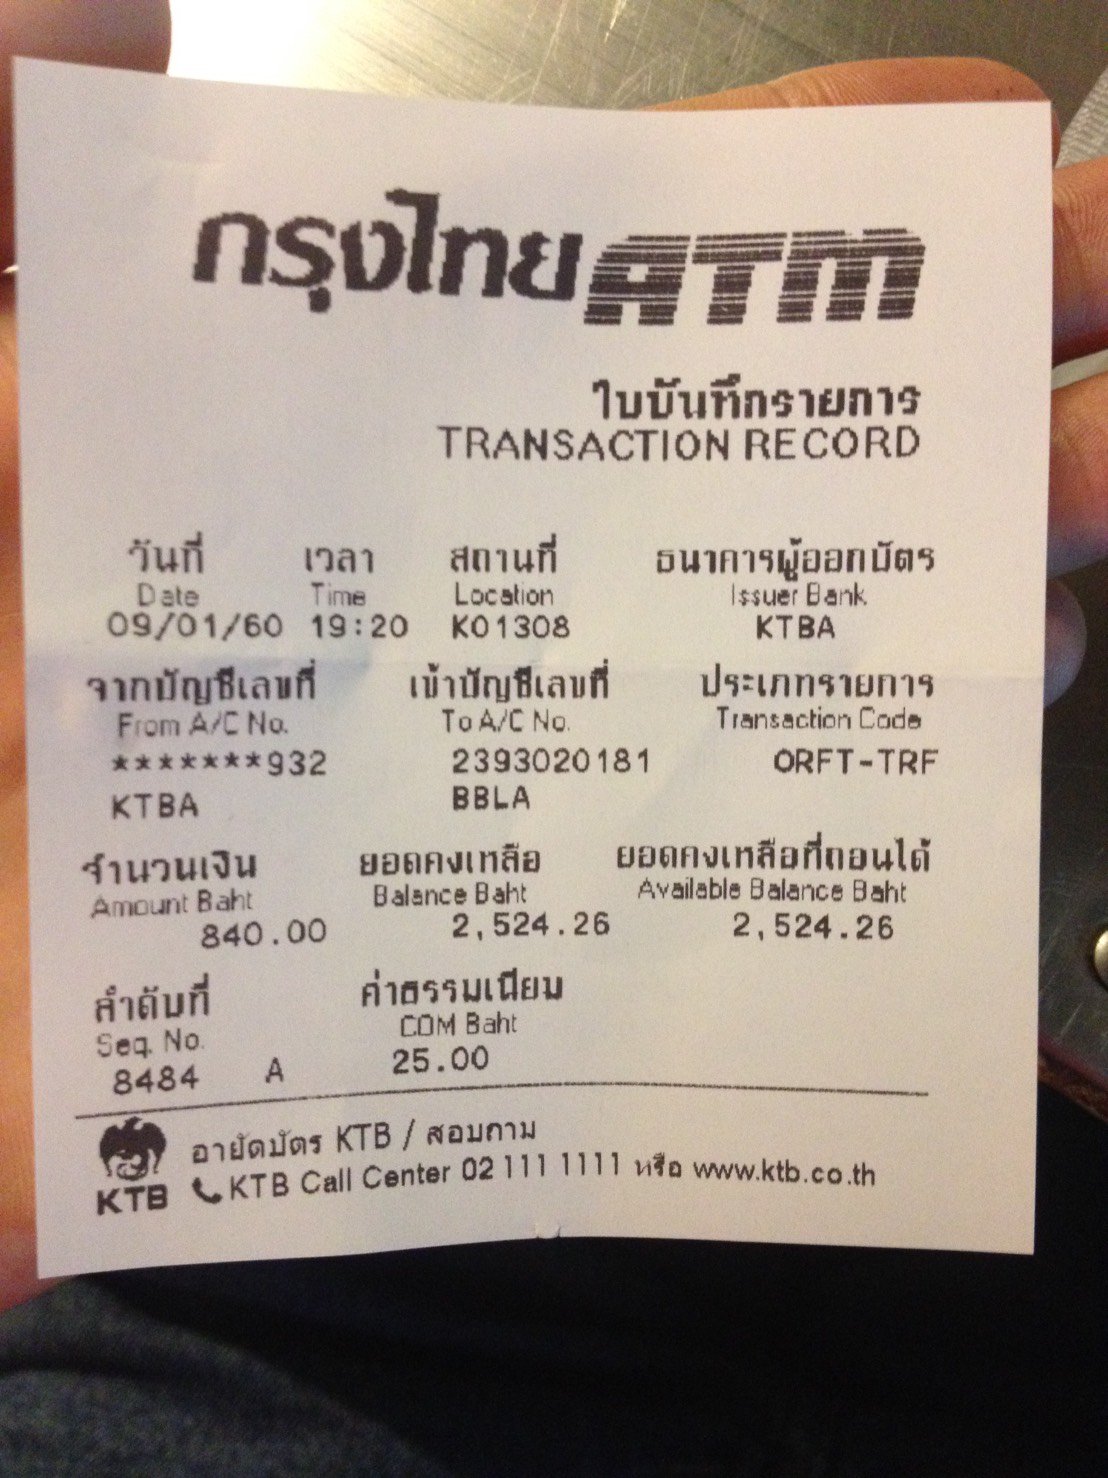 กรุงไทย ATM
ใบบันทึกรายการ
TRANSACTION RECORD
วันที่ เวลา สถานที่ ธนาคารผู้ออกบัตร
Date Time Location Issuer Bank
09/01/60 19:20 K01308 KTBA
จากบัญชีเลขที่ เข้าบัญชีเลขที่ ประเภทรายการ
From A/C No. To A/C No. Transaction Code
*******932 2393020181 ORFT-TRF
KTBA BBLA
จำนวนเงิน ยอดคงเหลือ ยอดคงเหลือที่ถอนได้
Amount Baht Balance Baht Available Balance Baht
840.00 2,524.26 2,524.26
ลำดับที่ ค่าธรรมเนียม
Seq. No. COM Baht
8484 A 25.00
อายัดบัตร KTB / สอบถาม
KTB Call Center 02 111 1111 หรือ www.ktb.co.th
KTB